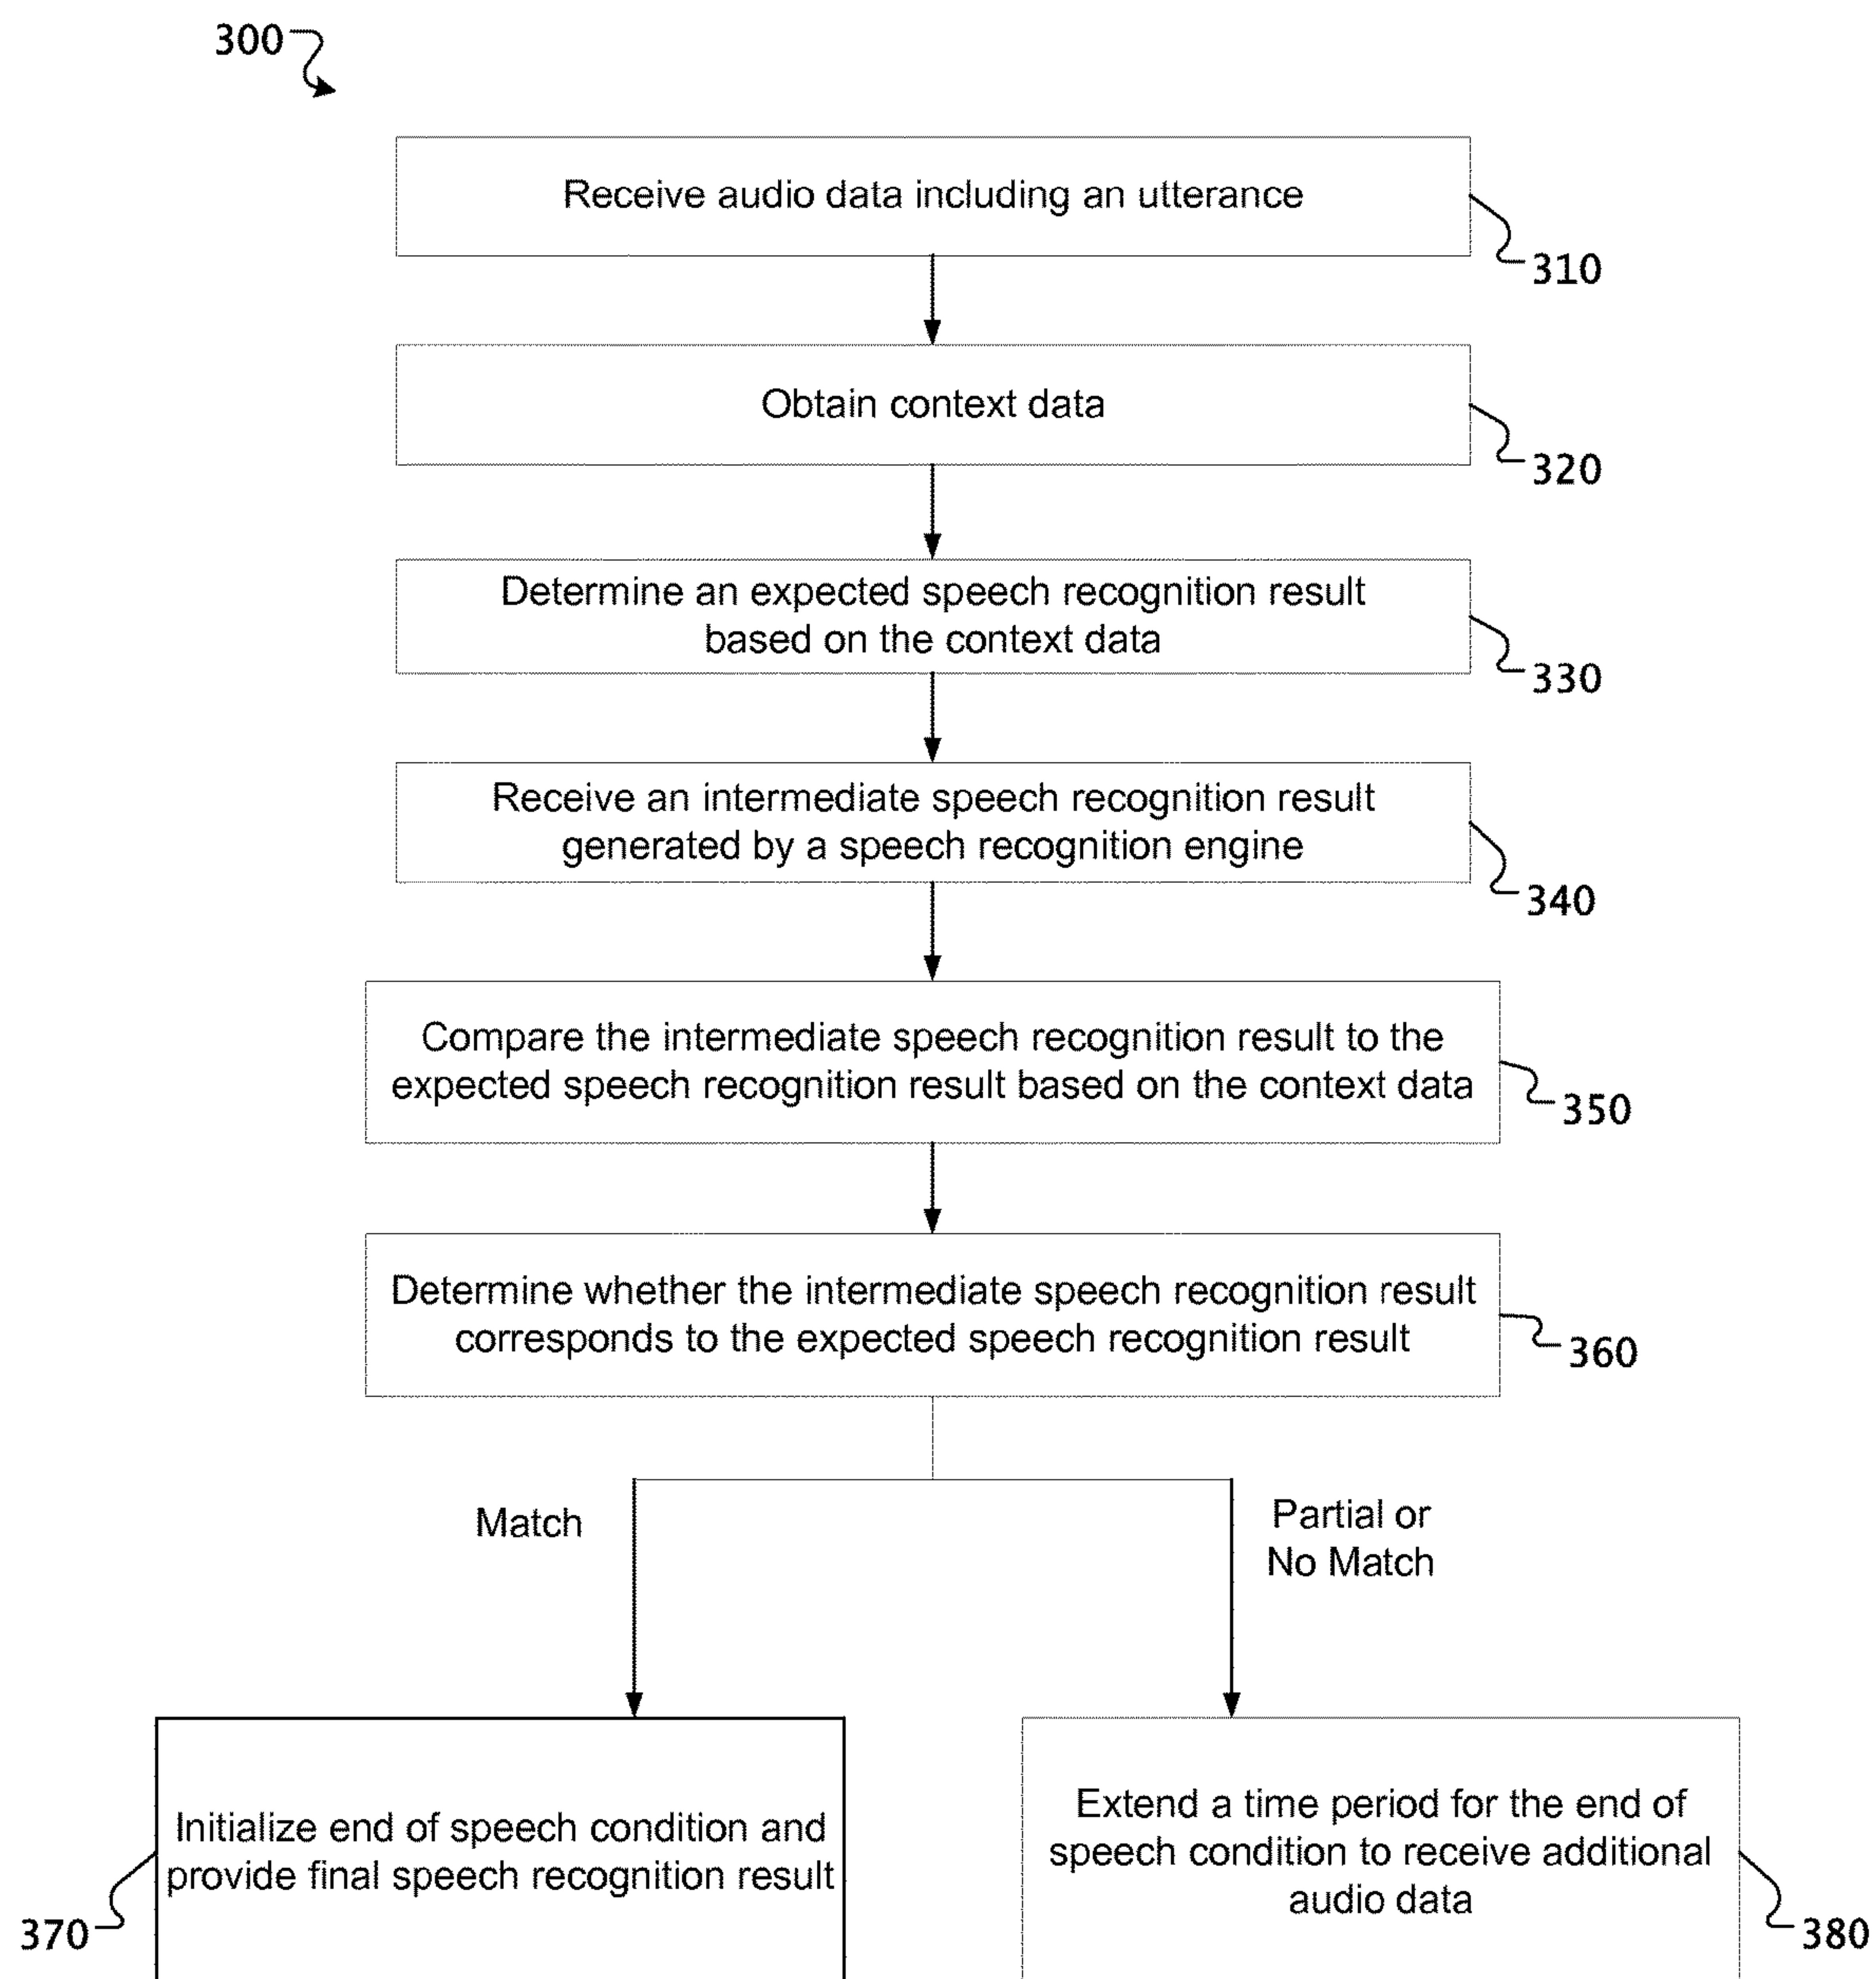 300
Receive audio data including an utterance
310
Obtain context data
320
Determine an expected speech recognition result
based on the context data
330
Receive an intermediate speech recognition result
generated by a speech recognition engine
340
Compare the intermediate speech recognition result to the
expected speech recognition result based on the context data
350
Determine whether the intermediate speech recognition result
corresponds to the expected speech recognition result
360
Match
Partial or
No Match
Initialize end of speech condition and
provide final speech recognition result
370
Extend a time period for the end of
speech condition to receive additional
audio data
380